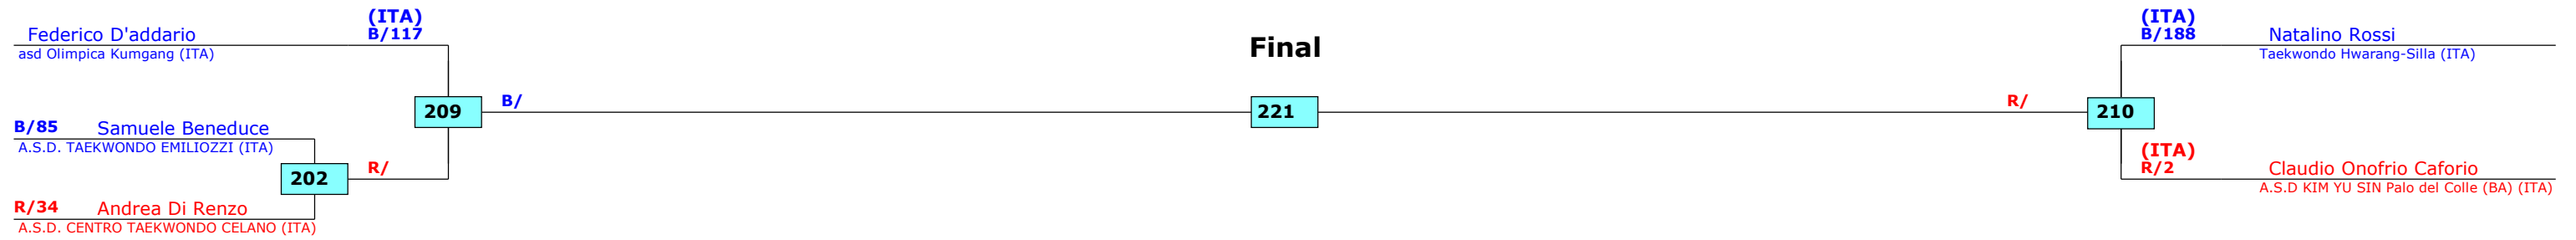 (ITA)
Federico D'addario B/117
asd Olimpica Kumgang (ITA)
209
B/
B/85 Samuele Beneduce
A.S.D. TAEKWONDO EMILIOZZI (ITA)
202
R/
R/34 Andrea Di Renzo
A.S.D. CENTRO TAEKWONDO CELANO (ITA)
Final
221
(ITA)
B/188 Natalino Rossi
Taekwondo Hwarang-Silla (ITA)
R/
210
(ITA)
R/2 Claudio Onofrio Caforio
A.S.D KIM YU SIN Palo del Colle (BA) (ITA)